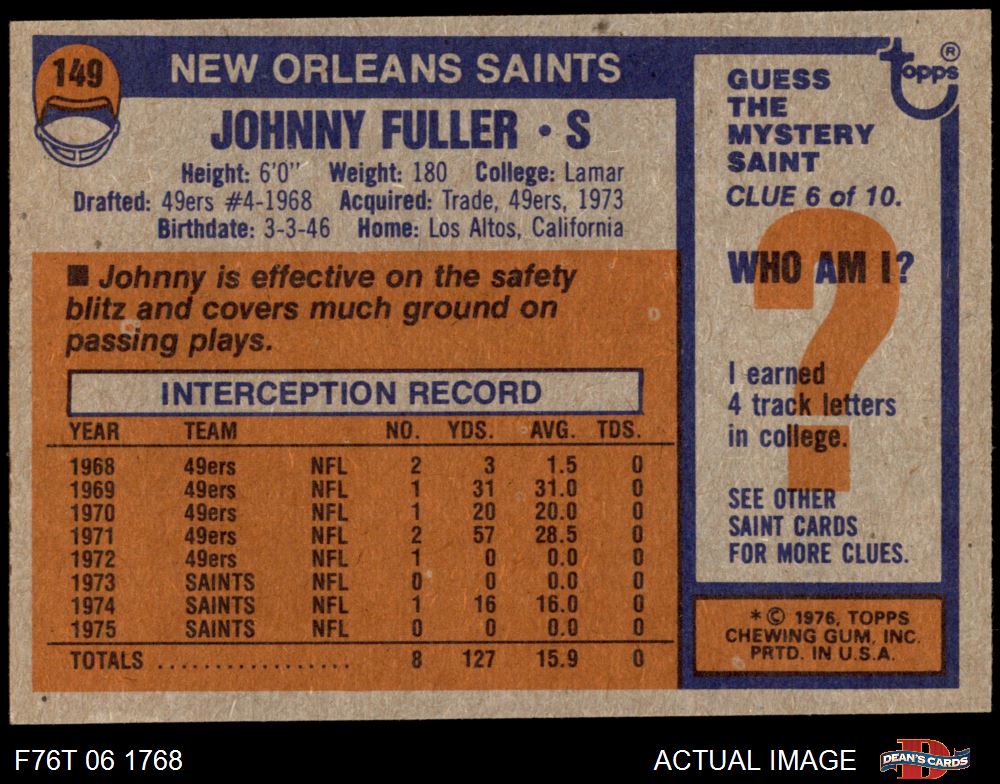 149
NEW ORLEANS SAINTS
JOHNNY FULLER • S
Height: 6'0" Weight: 180 College: Lamar
Drafted: 49ers #4-1968 Acquired: Trade, 49ers, 1973
Birthdate: 3-3-46 Home: Los Altos, California
■ Johnny is effective on the safety
blitz and covers much ground on
passing plays.
INTERCEPTION RECORD
YEAR TEAM NO. YDS. AVG. TDS.
1968 49ers NFL 2 3 1.5 0
1969 49ers NFL 1 31 31.0 0
1970 49ers NFL 1 20 20.0 0
1971 49ers NFL 2 57 28.5 0
1972 49ers NFL 1 0 0.0 0
1973 SAINTS NFL 0 0 0.0 0
1974 SAINTS NFL 1 16 16.0 0
1975 SAINTS NFL 0 0 0.0 0
TOTALS .................. 8 127 15.9 0
topps ®
GUESS
THE
MYSTERY
SAINT
CLUE 6 of 10.
?
WHO AM I?
I earned
4 track letters
in college.
SEE OTHER
SAINT CARDS
FOR MORE CLUES.
* © 1976, TOPPS
CHEWING GUM, INC.
PRTD. IN U.S.A.
F76T 06 1768
ACTUAL IMAGE
D
DEAN'S CARDS